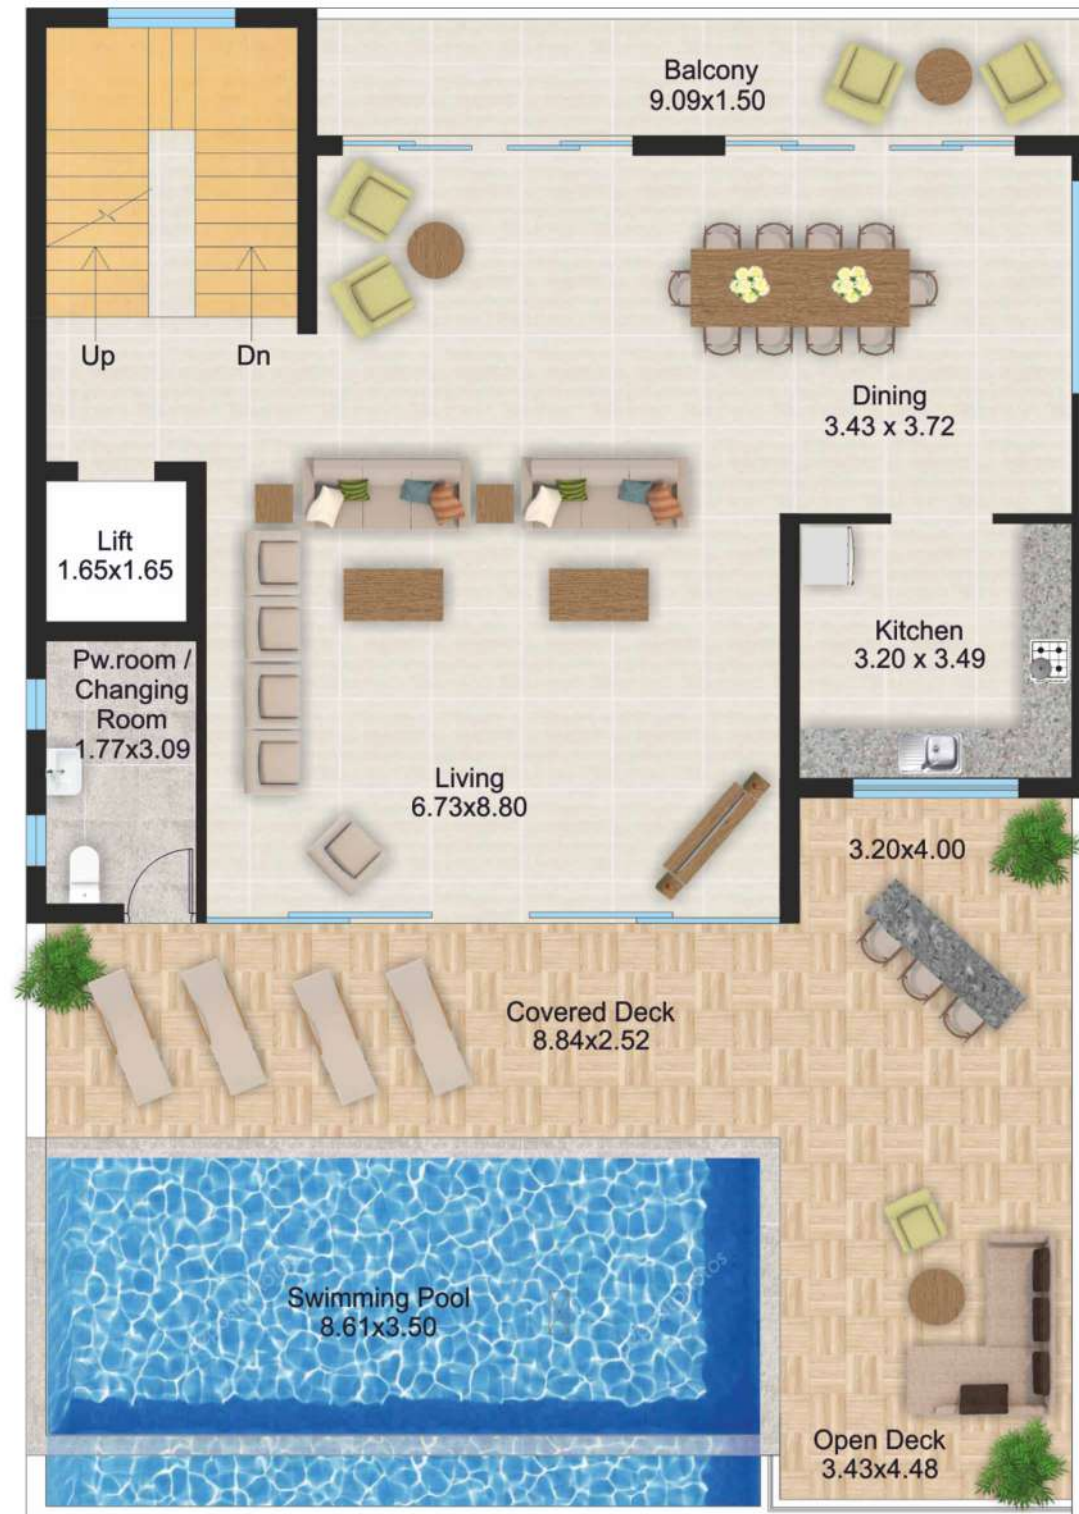 Balcony
9.09x1.50
Up
Dn
Dining
3.43 x 3.72
Lift
1.65x1.65
Kitchen
3.20 x 3.49
Pw.room /
Changing
Room
1.77x3.09
Living
6.73x8.80
3.20x4.00
Covered Deck
8.84x2.52
Swimming Pool
8.61x3.50
Open Deck
3.43x4.48